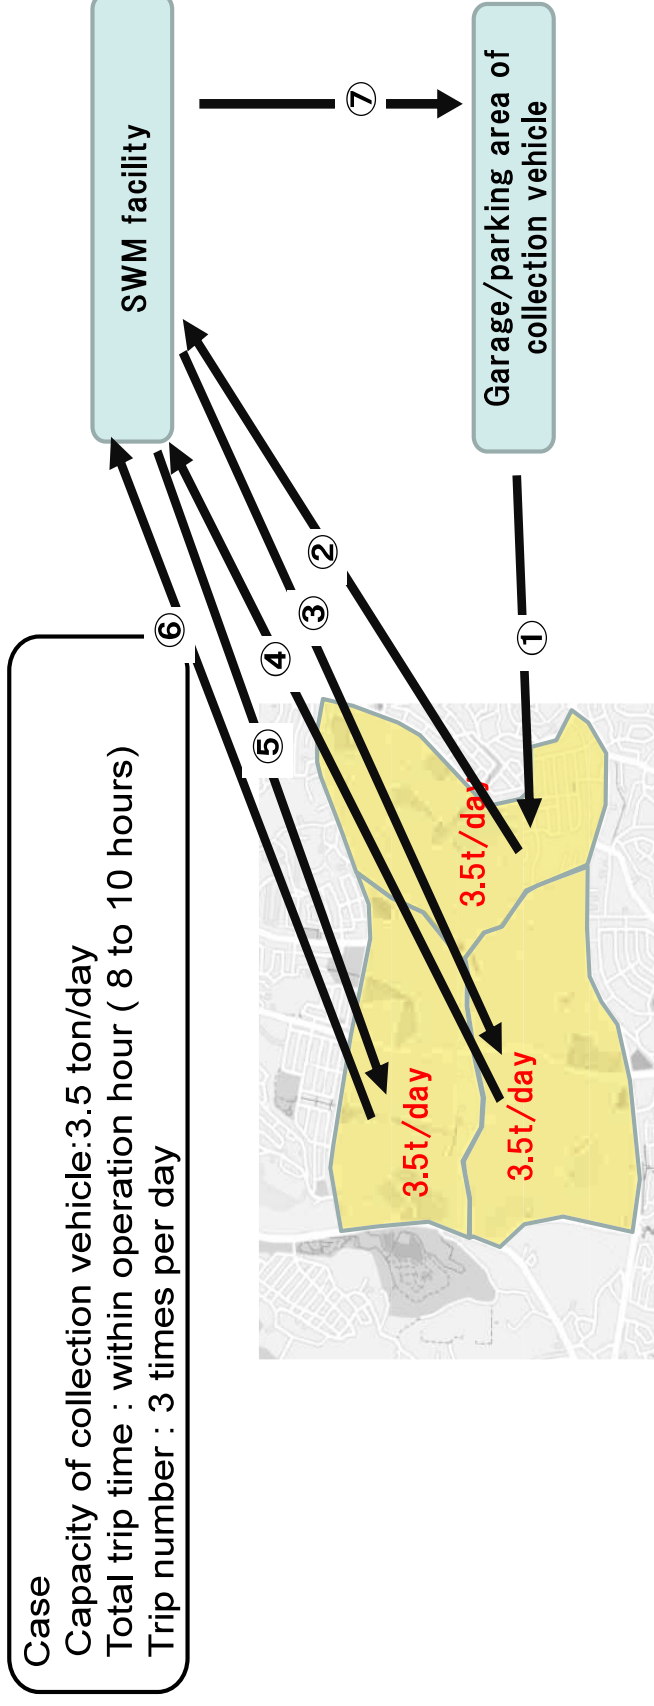 Case
Capacity of collection vehicle:3.5 ton/day
Total trip time : within operation hour ( 8 to 10 hours)
Trip number : 3 times per day
SWM facility
⑥
⑤
④
③
②
⑦
①
3.5t/day
3.5t/day
3.5t/day
Garage/parking area of
collection vehicle